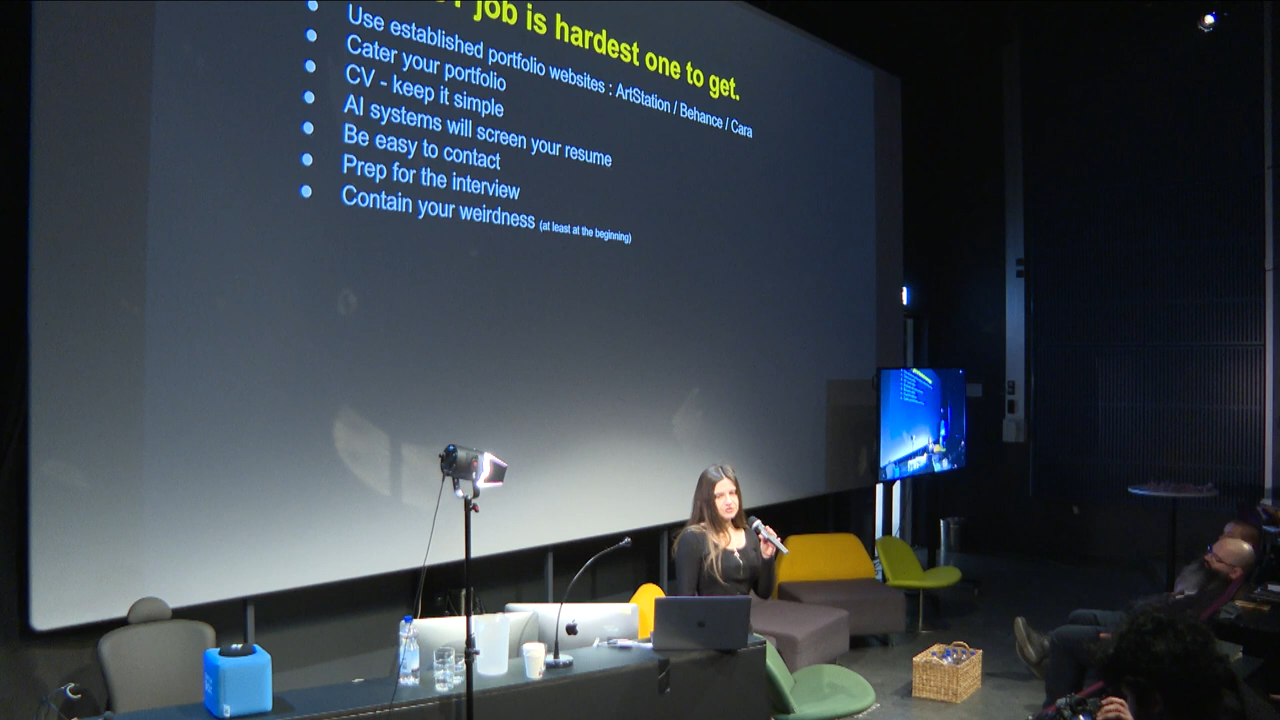 job is hardest one to get.
Use established portfolio websites : ArtStation / Behance / Cara
Cater your portfolio
CV - keep it simple
AI systems will screen your resume
Be easy to contact
Prep for the interview
Contain your weirdness (at least at the beginning)